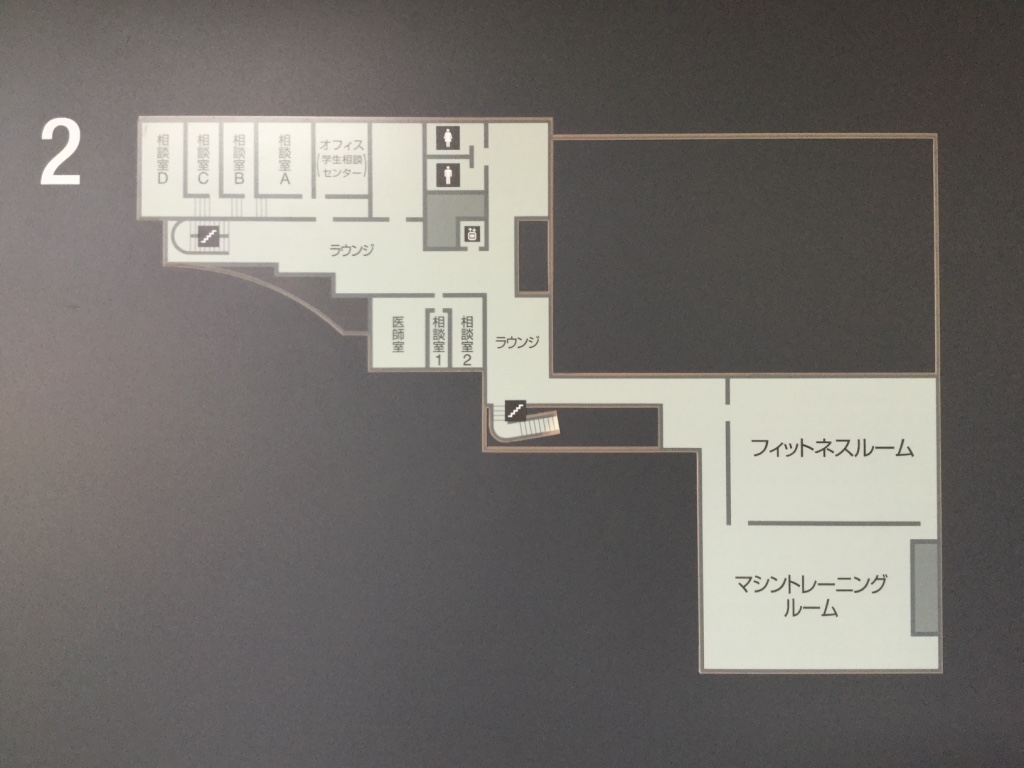 2
相談室D
相談室C
相談室B
相談室A
オフィス
(学生相談
センター)
ラウンジ
医師室
相談室1
相談室2
ラウンジ
フィットネスルーム
マシントレーニング
ルーム